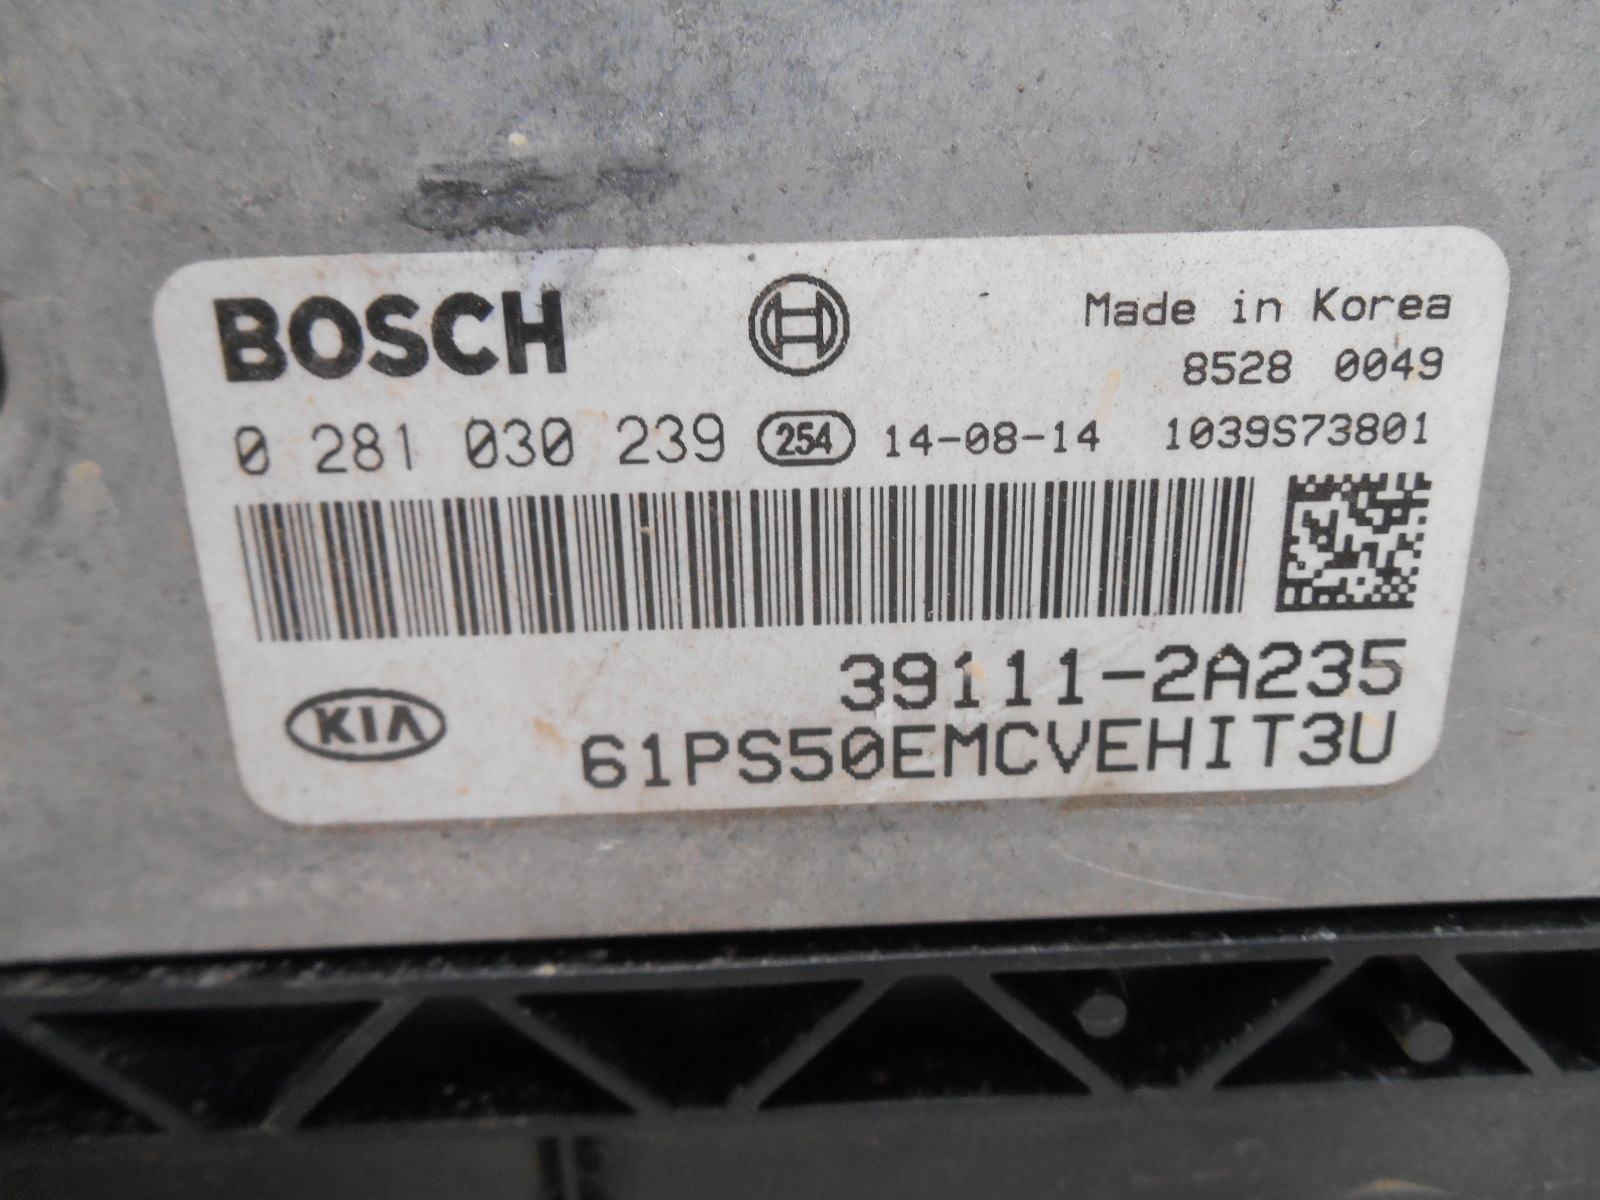 BOSCH
Made in Korea
8528 0049
0 281 030 239 254 14-08-14 1039S73801
39111-2A235
KIA
61PS50EMCVEHIT3U